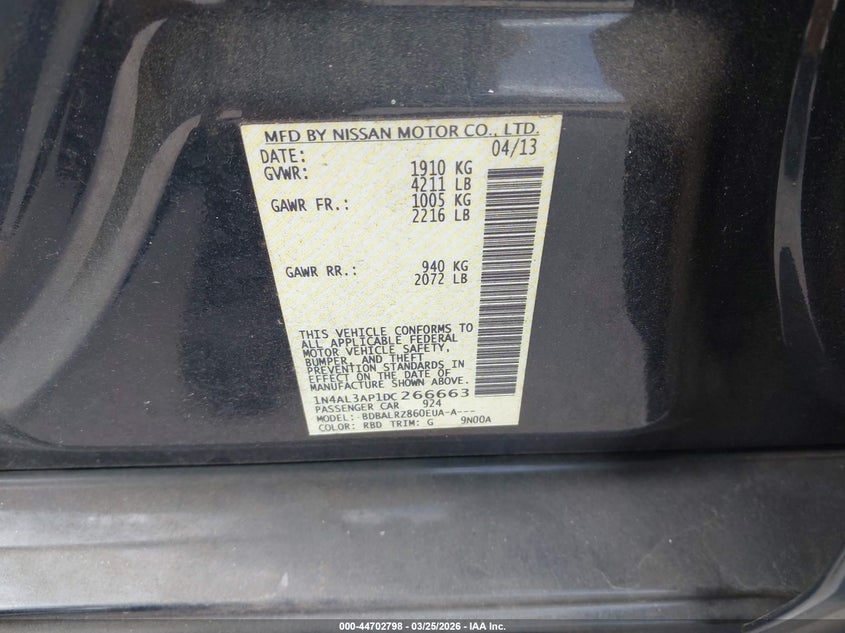 MFD BY NISSAN MOTOR CO., LTD.
DATE: 04/13
GVWR: 1910 KG
4211 LB
GAWR FR.: 1005 KG
2216 LB
GAWR RR.: 940 KG
2072 LB
THIS VEHICLE CONFORMS TO
ALL APPLICABLE FEDERAL
MOTOR VEHICLE SAFETY,
BUMPER, AND THEFT
PREVENTION STANDARDS IN
EFFECT ON THE DATE OF
MANUFACTURE SHOWN ABOVE.
1N4AL3AP1DC266663
PASSENGER CAR 924
MODEL: BDBALRZ860EUA-A---
COLOR: RBD TRIM: G 9N00A
000-44702798 - 03/25/2026 - IAA Inc.